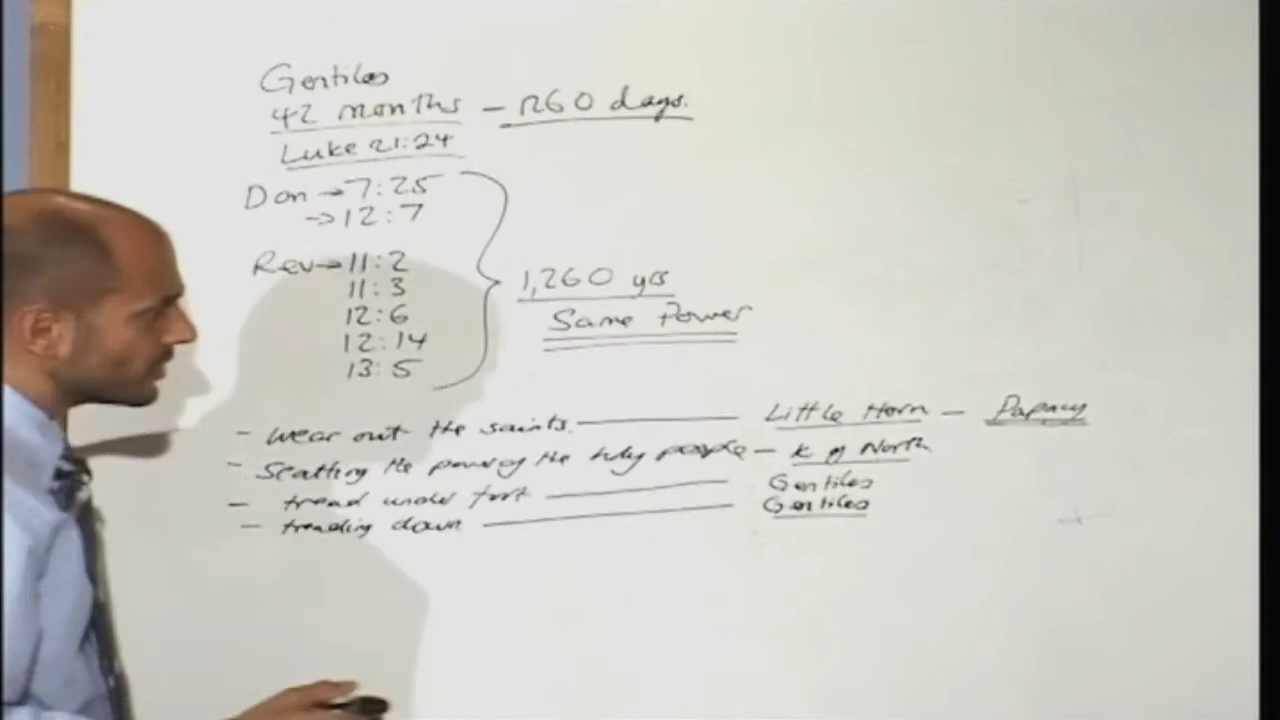 Gentiles
42 months – 1260 days.
Luke 21:24
Dan → 7:25
→ 12:7
Rev → 11:2
11:3
12:6
12:14
13:5
1,260 yrs
Same Power
- wear out the saints. — Little Horn – Papacy
- Scattering the power of the holy people – K of North
- tread under foot — Gentiles
- treading down — Gentiles